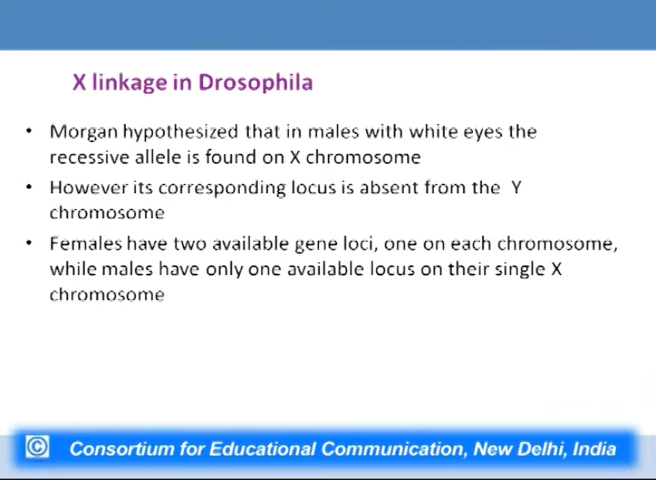 X linkage in Drosophila
• Morgan hypothesized that in males with white eyes the
recessive allele is found on X chromosome
• However its corresponding locus is absent from the Y
chromosome
• Females have two available gene loci, one on each chromosome,
while males have only one available locus on their single X
chromosome
© Consortium for Educational Communication, New Delhi, India